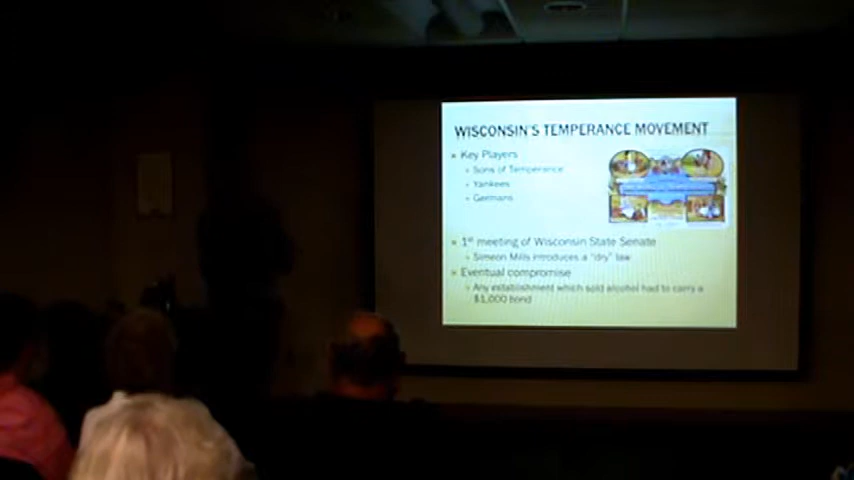 WISCONSIN'S TEMPERANCE MOVEMENT
Key Players
Sons of Temperance
Yankees
Germans
1st meeting of Wisconsin State Senate
Simeon Mills introduces a "dry" law
Eventual compromise
Any establishment which sold alcohol had to carry a
$1,000 bond